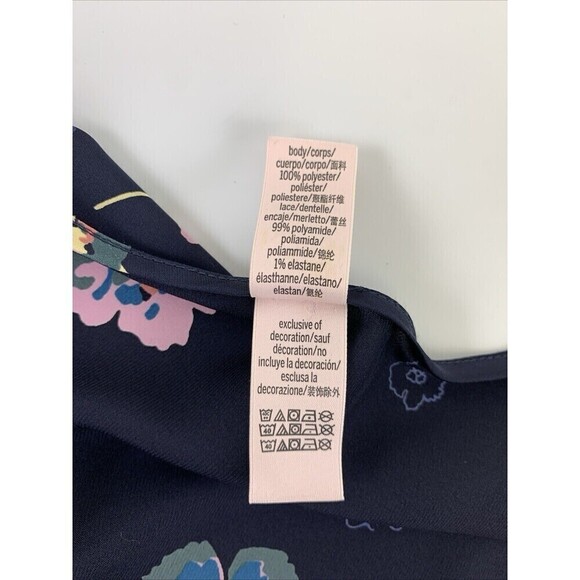 body/corps/
cuerpo/corpo/面料
100% polyester/
poliéster/
poliestere/聚酯纤维
lace/dentelle/
encaje/merletto/蕾丝
99% polyamide/
poliamida/
poliammide/锦纶
1% elastane/
élasthanne/elastano/
elastan/氨纶
exclusive of
decoration/sauf
décoration/no
incluye la decoración/
esclusa la
decorazione/装饰除外
40
40